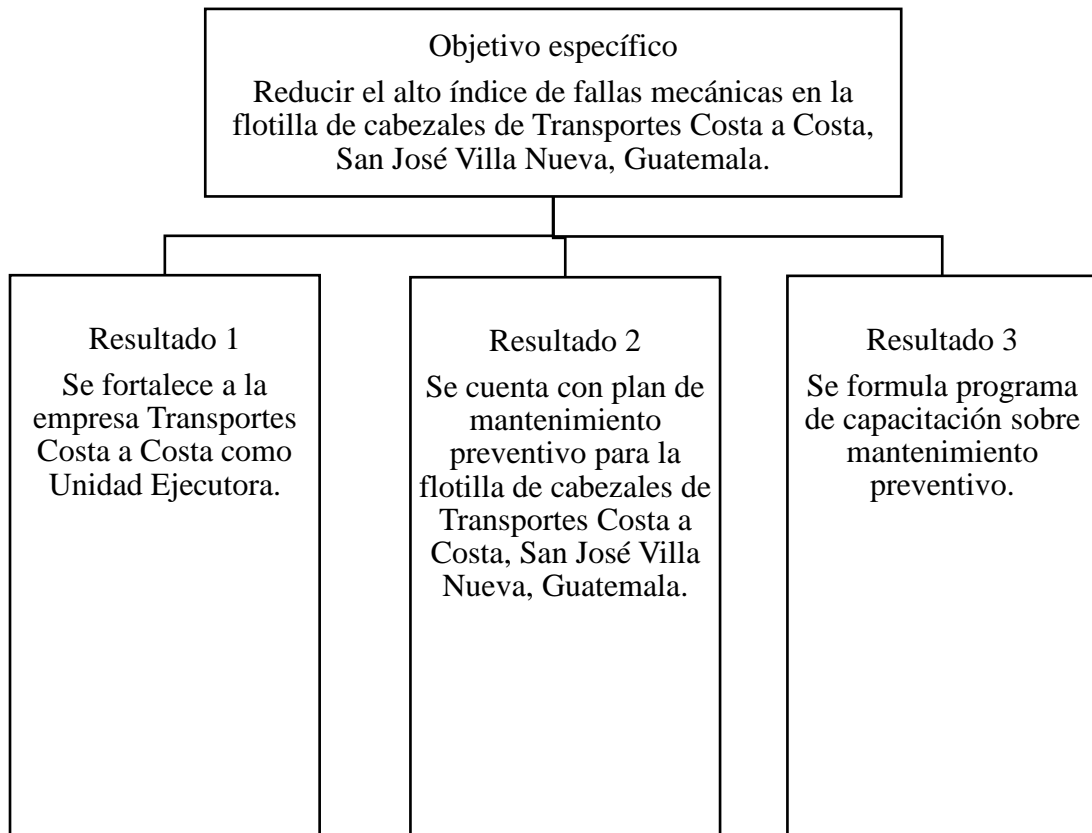 Objetivo específico
Reducir el alto índice de fallas mecánicas en la
flotilla de cabezales de Transportes Costa a Costa,
San José Villa Nueva, Guatemala.
Resultado 1
Se fortalece a la
empresa Transportes
Costa a Costa como
Unidad Ejecutora.
Resultado 2
Se cuenta con plan de
mantenimiento
preventivo para la
flotilla de cabezales de
Transportes Costa a
Costa, San José Villa
Nueva, Guatemala.
Resultado 3
Se formula programa
de capacitación sobre
mantenimiento
preventivo.